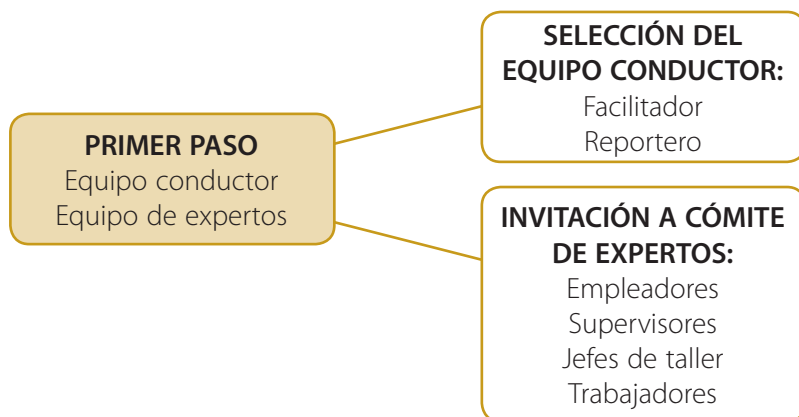 PRIMER PASO
Equipo conductor
Equipo de expertos
SELECCIÓN DEL
EQUIPO CONDUCTOR:
Facilitador
Reportero
INVITACIÓN A CÓMITE
DE EXPERTOS:
Empleadores
Supervisores
Jefes de taller
Trabajadores